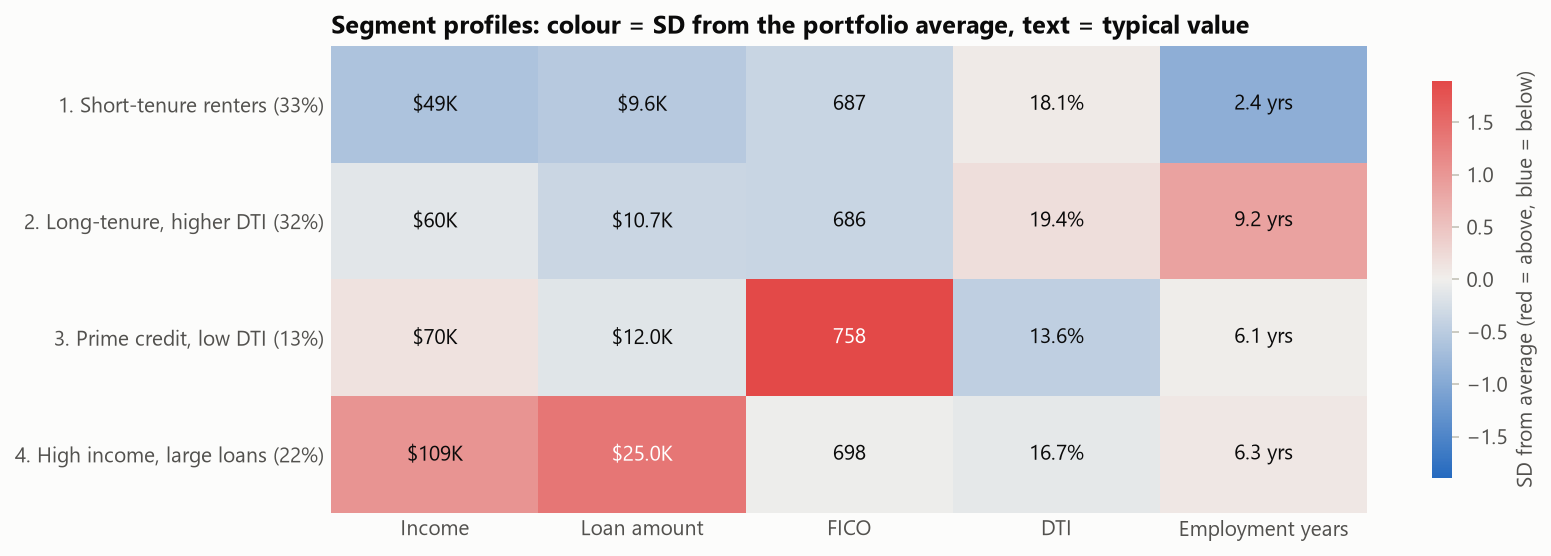 Segment profiles: colour = SD from the portfolio average, text = typical value
1. Short-tenure renters (33%) $49K $9.6K 687 18.1% 2.4 yrs
2. Long-tenure, higher DTI (32%) $60K $10.7K 686 19.4% 9.2 yrs
3. Prime credit, low DTI (13%) $70K $12.0K 758 13.6% 6.1 yrs
4. High income, large loans (22%) $109K $25.0K 698 16.7% 6.3 yrs
Income Loan amount FICO DTI Employment years
1.5
1.0
0.5
0.0
−0.5
−1.0
−1.5
SD from average (red = above, blue = below)